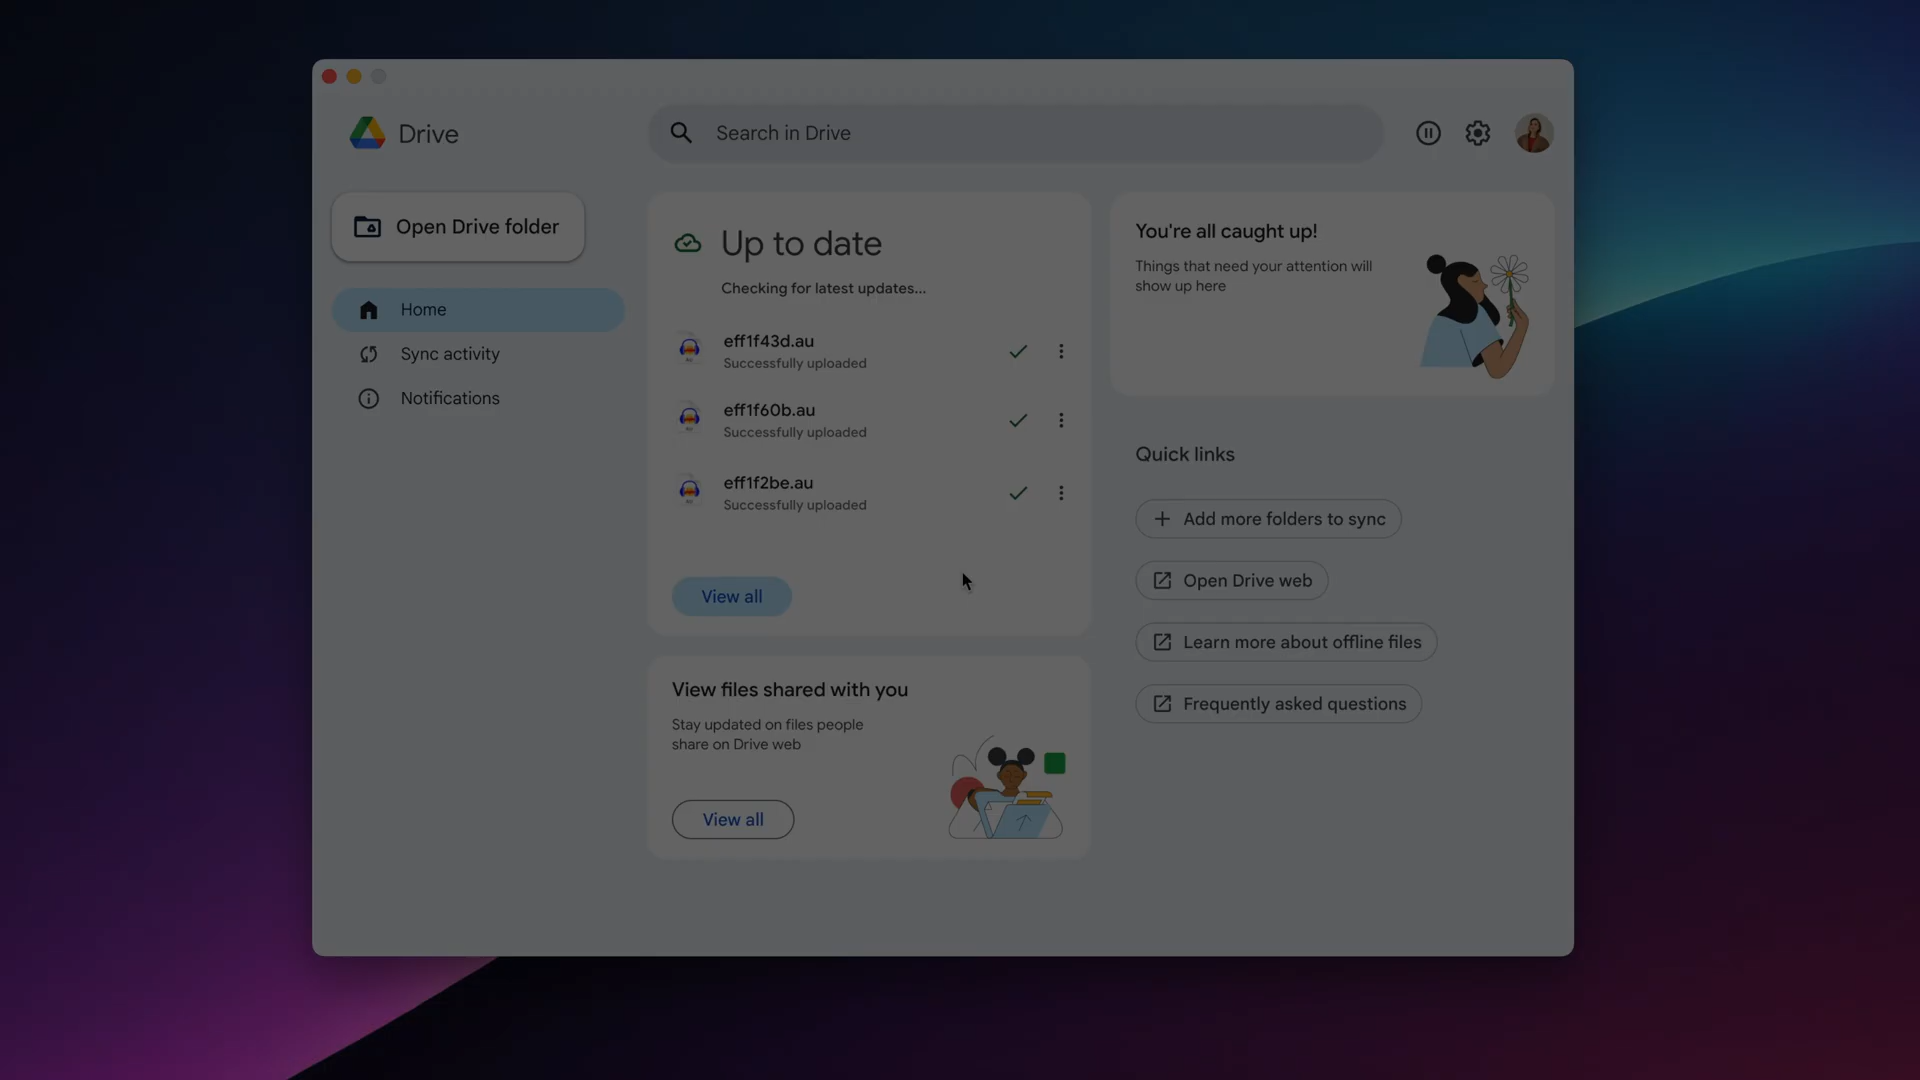 Drive
Search in Drive
Open Drive folder
Home
Sync activity
Notifications
Up to date
Checking for latest updates...
eff1f43d.au
Successfully uploaded
eff1f60b.au
Successfully uploaded
eff1f2be.au
Successfully uploaded
View all
View files shared with you
Stay updated on files people
share on Drive web
View all
You're all caught up!
Things that need your attention will
show up here
Quick links
Add more folders to sync
Open Drive web
Learn more about offline files
Frequently asked questions